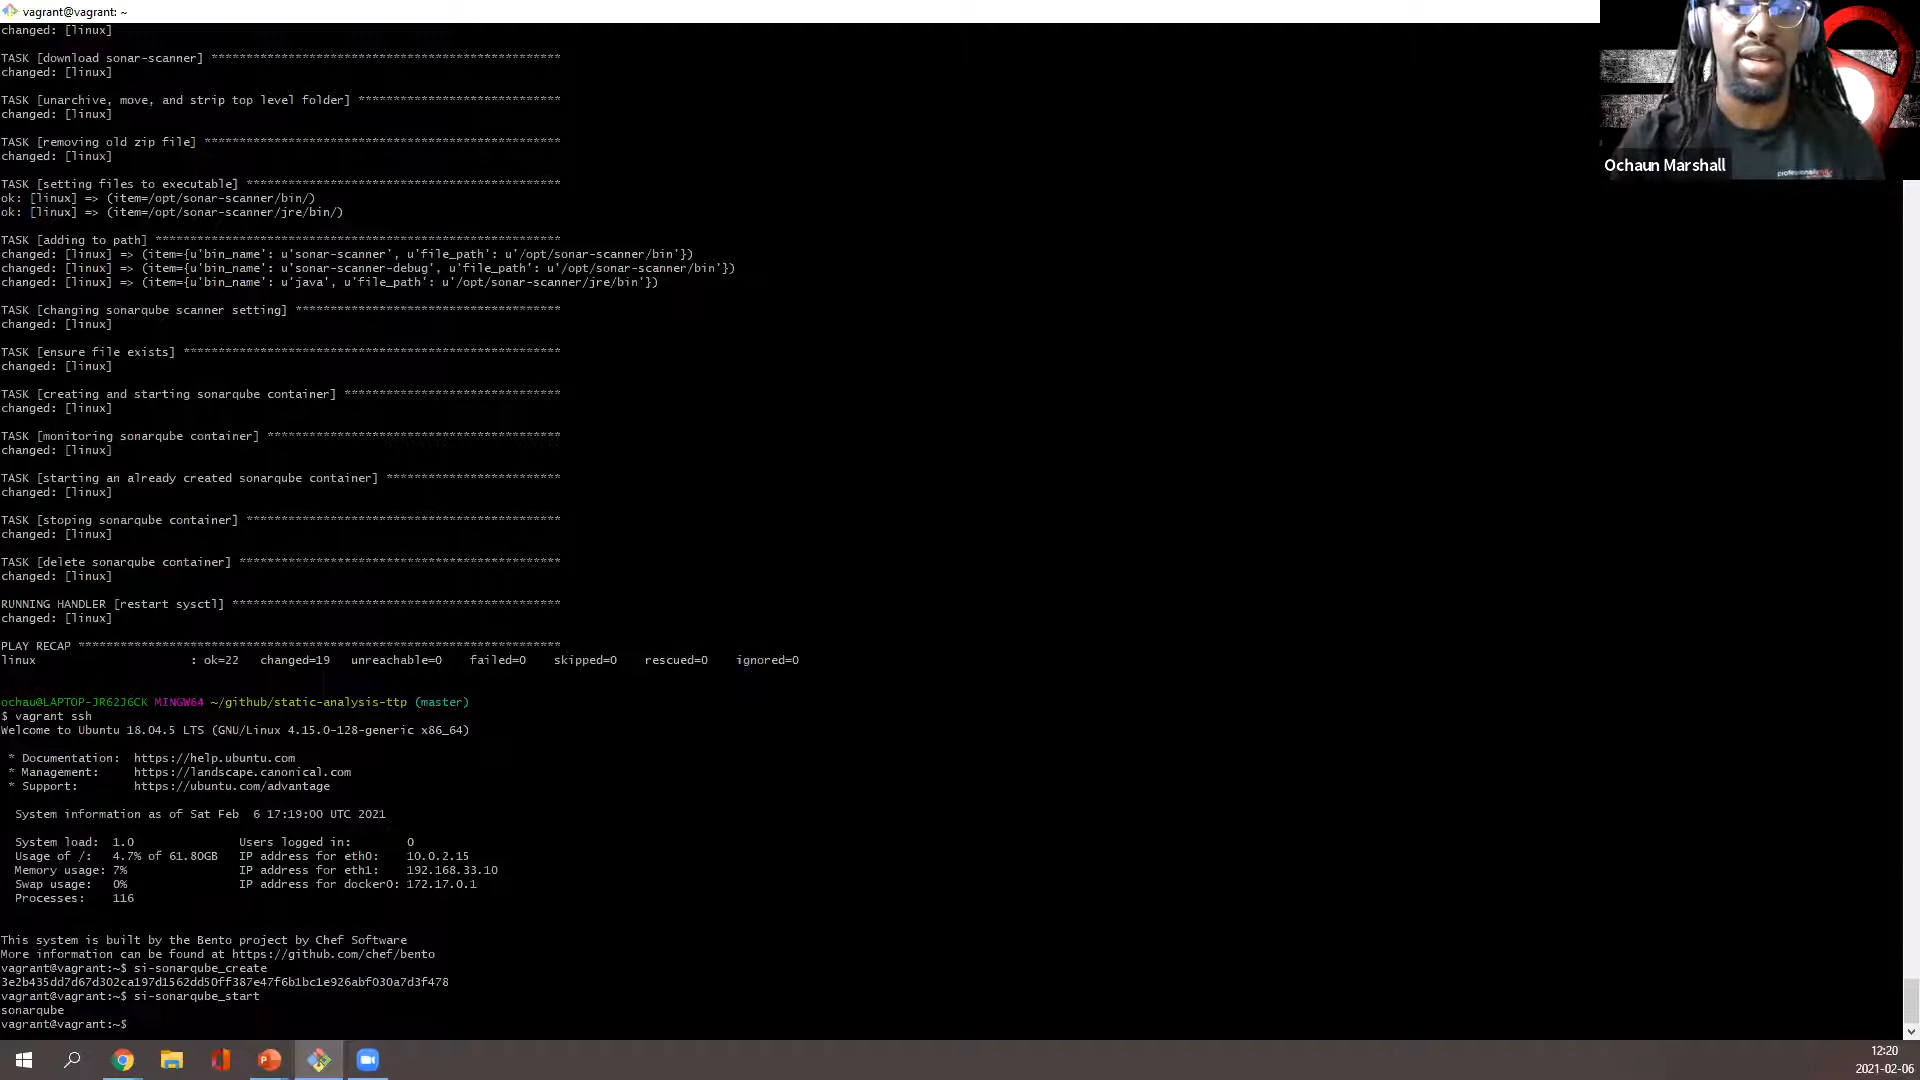 vagrant@vagrant: ~
changed: [linux]
TASK [download sonar-scanner] **************************************************
changed: [linux]
TASK [unarchive, move, and strip top level folder] *****************************
changed: [linux]
TASK [removing old zip file] ***************************************************
changed: [linux]
TASK [setting files to executable] *********************************************
ok: [linux] => (item=/opt/sonar-scanner/bin/)
ok: [linux] => (item=/opt/sonar-scanner/jre/bin/)
TASK [adding to path] **********************************************************
changed: [linux] => (item={u'bin_name': u'sonar-scanner', u'file_path': u'/opt/sonar-scanner/bin'})
changed: [linux] => (item={u'bin_name': u'sonar-scanner-debug', u'file_path': u'/opt/sonar-scanner/bin'})
changed: [linux] => (item={u'bin_name': u'java', u'file_path': u'/opt/sonar-scanner/jre/bin'})
TASK [changing sonarqube scanner setting] **************************************
changed: [linux]
TASK [ensure file exists] ******************************************************
changed: [linux]
TASK [creating and starting sonarqube container] *******************************
changed: [linux]
TASK [monitoring sonarqube container] ******************************************
changed: [linux]
TASK [starting an already created sonarqube container] *************************
changed: [linux]
TASK [stoping sonarqube container] *********************************************
changed: [linux]
TASK [delete sonarqube container] **********************************************
changed: [linux]
RUNNING HANDLER [restart sysctl] ***********************************************
changed: [linux]
PLAY RECAP *********************************************************************
linux : ok=22 changed=19 unreachable=0 failed=0 skipped=0 rescued=0 ignored=0
ochau@LAPTOP-JR62J6CK MINGW64 ~/github/static-analysis-ttp (master)
$ vagrant ssh
Welcome to Ubuntu 18.04.5 LTS (GNU/Linux 4.15.0-128-generic x86_64)
* Documentation: https://help.ubuntu.com
* Management: https://landscape.canonical.com
* Support: https://ubuntu.com/advantage
System information as of Sat Feb 6 17:19:00 UTC 2021
System load: 1.0 Users logged in: 0
Usage of /: 4.7% of 61.80GB IP address for eth0: 10.0.2.15
Memory usage: 7% IP address for eth1: 192.168.33.10
Swap usage: 0% IP address for docker0: 172.17.0.1
Processes: 116
This system is built by the Bento project by Chef Software
More information can be found at https://github.com/chef/bento
vagrant@vagrant:~$ si-sonarqube_create
3e2b435dd7d67d302ca197d1562dd50ff387e47f6b1bc1e926abf030a7d3f478
vagrant@vagrant:~$ si-sonarqube_start
sonarqube
vagrant@vagrant:~$
Ochaun Marshall
12:20
2021-02-06